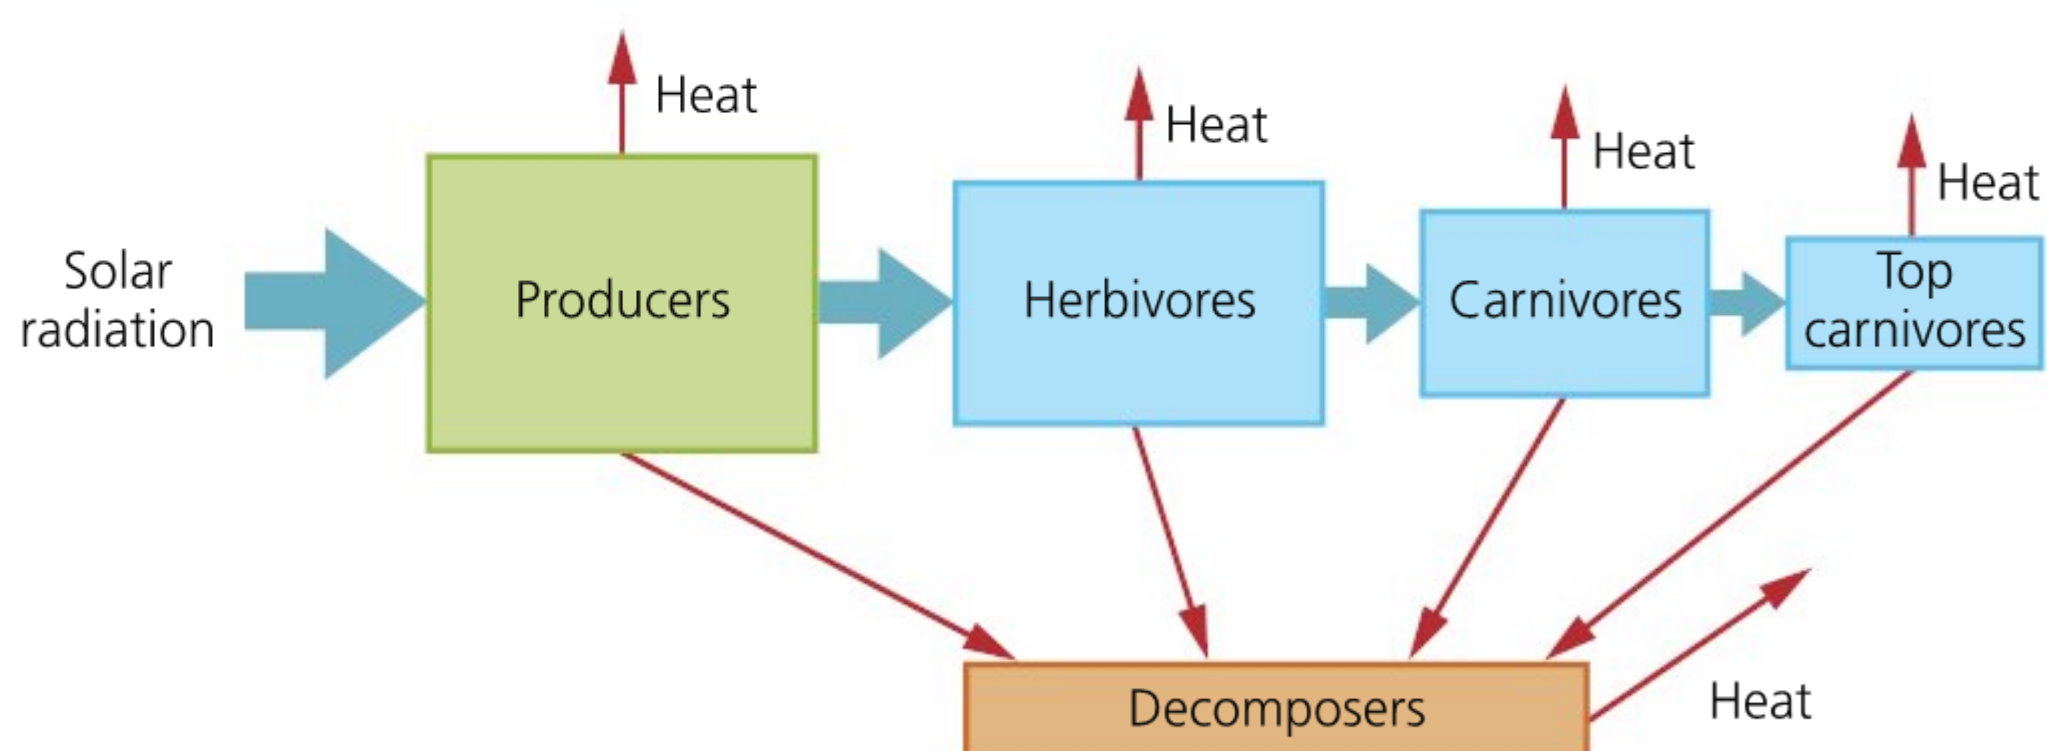 Heat
Heat
Heat
Heat
Solar
radiation
Producers
Herbivores
Carnivores
Top
carnivores
Decomposers
Heat